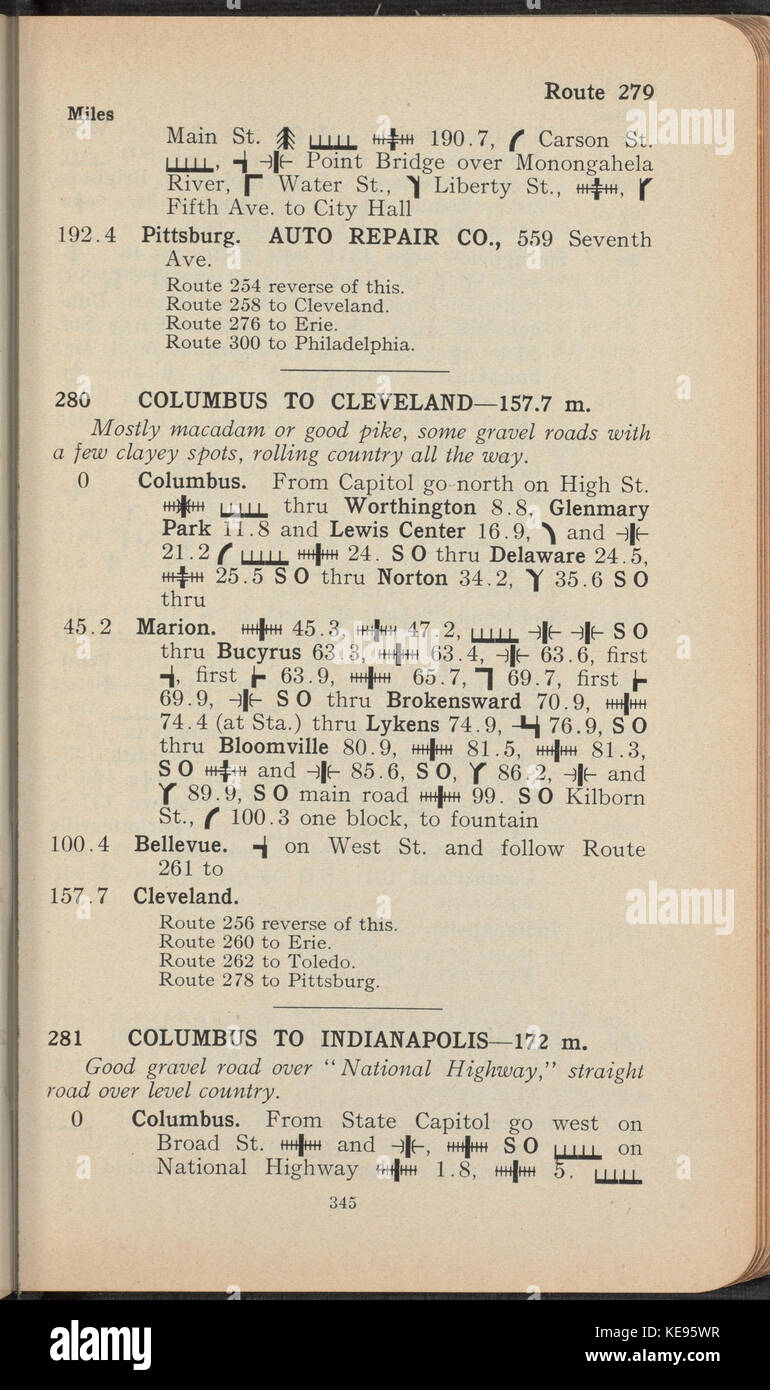 Route 279
Miles
Main St. 190.7, Carson St.
, Point Bridge over Monongahela
River, Water St., Liberty St., ,
Fifth Ave. to City Hall
192.4 Pittsburg. AUTO REPAIR CO., 559 Seventh
Ave.
Route 254 reverse of this.
Route 258 to Cleveland.
Route 276 to Erie.
Route 300 to Philadelphia.
280 COLUMBUS TO CLEVELAND—157.7 m.
Mostly macadam or good pike, some gravel roads with
a few clayey spots, rolling country all the way.
0 Columbus. From Capitol go north on High St.
thru Worthington 8.8, Glenmary
Park 11.8 and Lewis Center 16.9, and
21.2 24. S O thru Delaware 24.5,
25.5 S O thru Norton 34.2, 35.6 S O
thru
45.2 Marion. 45.3, 47.2, S O
thru Bucyrus 63.3, 63.4, 63.6, first
, first 63.9, 65.7, 69.7, first
69.9, S O thru Brokensward 70.9,
74.4 (at Sta.) thru Lykens 74.9, 76.9, S O
thru Bloomville 80.9, 81.5, 81.3,
S O and 85.6, S O, 86.2, and
89.9, S O main road 99. S O Kilborn
St., 100.3 one block, to fountain
100.4 Bellevue. on West St. and follow Route
261 to
157.7 Cleveland.
Route 256 reverse of this.
Route 260 to Erie.
Route 262 to Toledo.
Route 278 to Pittsburg.
281 COLUMBUS TO INDIANAPOLIS—172 m.
Good gravel road over "National Highway," straight
road over level country.
0 Columbus. From State Capitol go west on
Broad St. and , S O on
National Highway 1.8, 5.
345
alamy
alamy
alamy
a alamy
Image ID: KE95WR
www.alamy.com